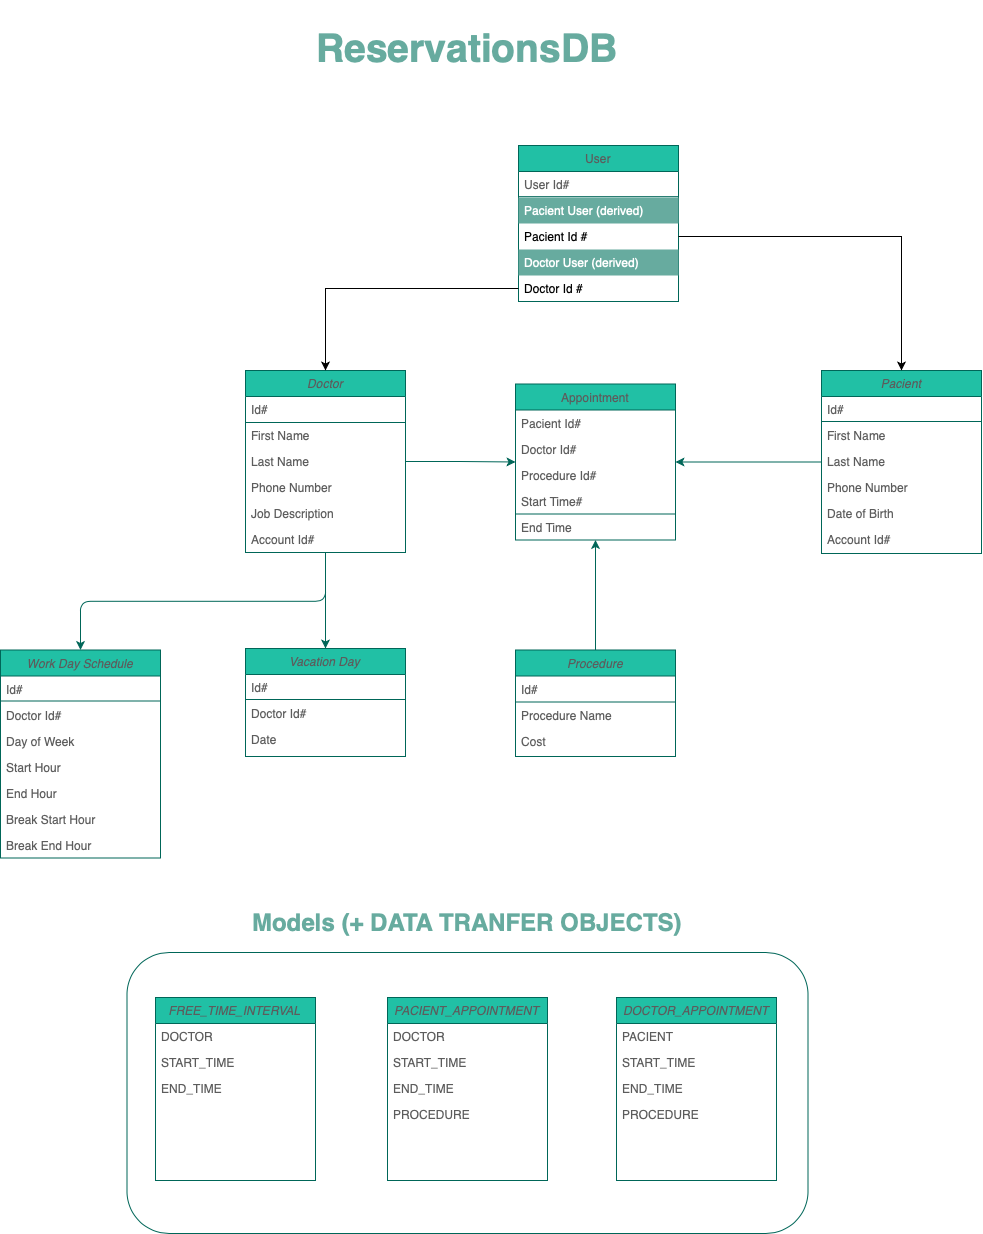 ReservationsDB
User
User Id#
Pacient User (derived)
Pacient Id #
Doctor User (derived)
Doctor Id #
Doctor
Id#
First Name
Last Name
Phone Number
Job Description
Account Id#
Appointment
Pacient Id#
Doctor Id#
Procedure Id#
Start Time#
End Time
Pacient
Id#
First Name
Last Name
Phone Number
Date of Birth
Account Id#
Work Day Schedule
Id#
Doctor Id#
Day of Week
Start Hour
End Hour
Break Start Hour
Break End Hour
Vacation Day
Id#
Doctor Id#
Date
Procedure
Id#
Procedure Name
Cost
Models (+ DATA TRANFER OBJECTS)
FREE_TIME_INTERVAL
DOCTOR
START_TIME
END_TIME
PACIENT_APPOINTMENT
DOCTOR
START_TIME
END_TIME
PROCEDURE
DOCTOR_APPOINTMENT
PACIENT
START_TIME
END_TIME
PROCEDURE